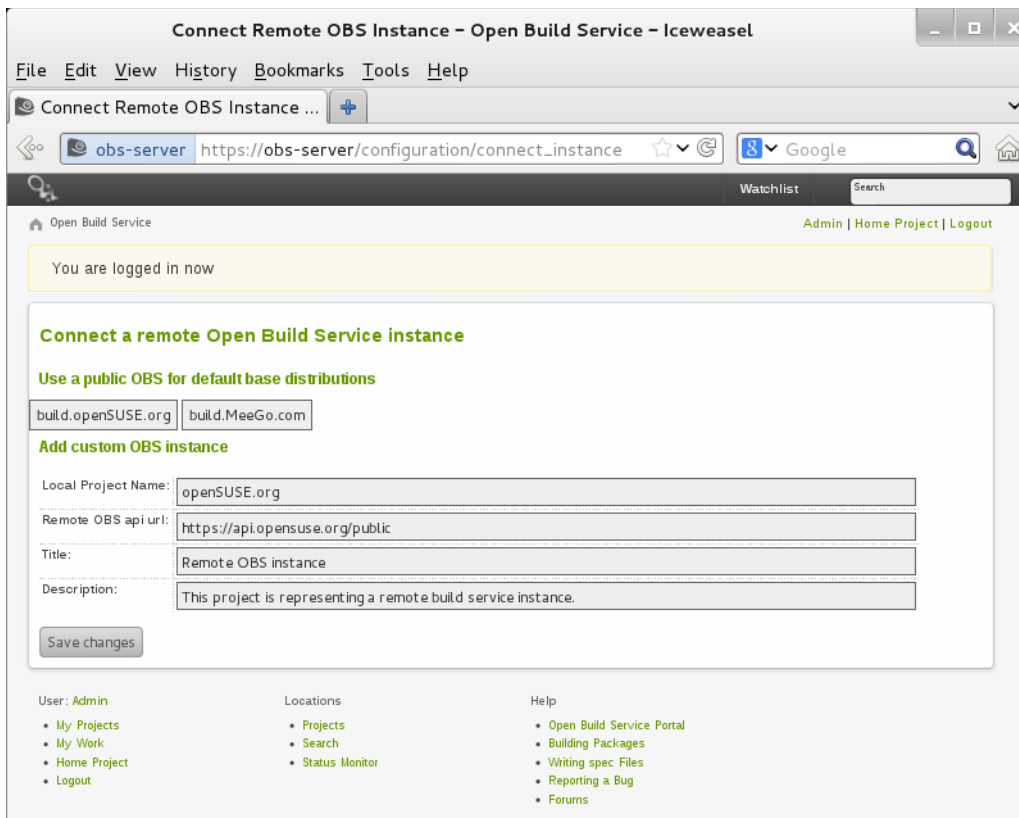 Connect Remote OBS Instance – Open Build Service – Iceweasel
File Edit View History Bookmarks Tools Help
Connect Remote OBS Instance ...
obs-server https://obs-server/configuration/connect_instance Google
Watchlist Search
Open Build Service Admin | Home Project | Logout
You are logged in now
Connect a remote Open Build Service instance
Use a public OBS for default base distributions
build.openSUSE.org build.MeeGo.com
Add custom OBS instance
Local Project Name: openSUSE.org
Remote OBS api url: https://api.opensuse.org/public
Title: Remote OBS instance
Description: This project is representing a remote build service instance.
Save changes
User: Admin Locations Help
• My Projects • Projects • Open Build Service Portal
• My Work • Search • Building Packages
• Home Project • Status Monitor • Writing spec Files
• Logout • Reporting a Bug
• Forums